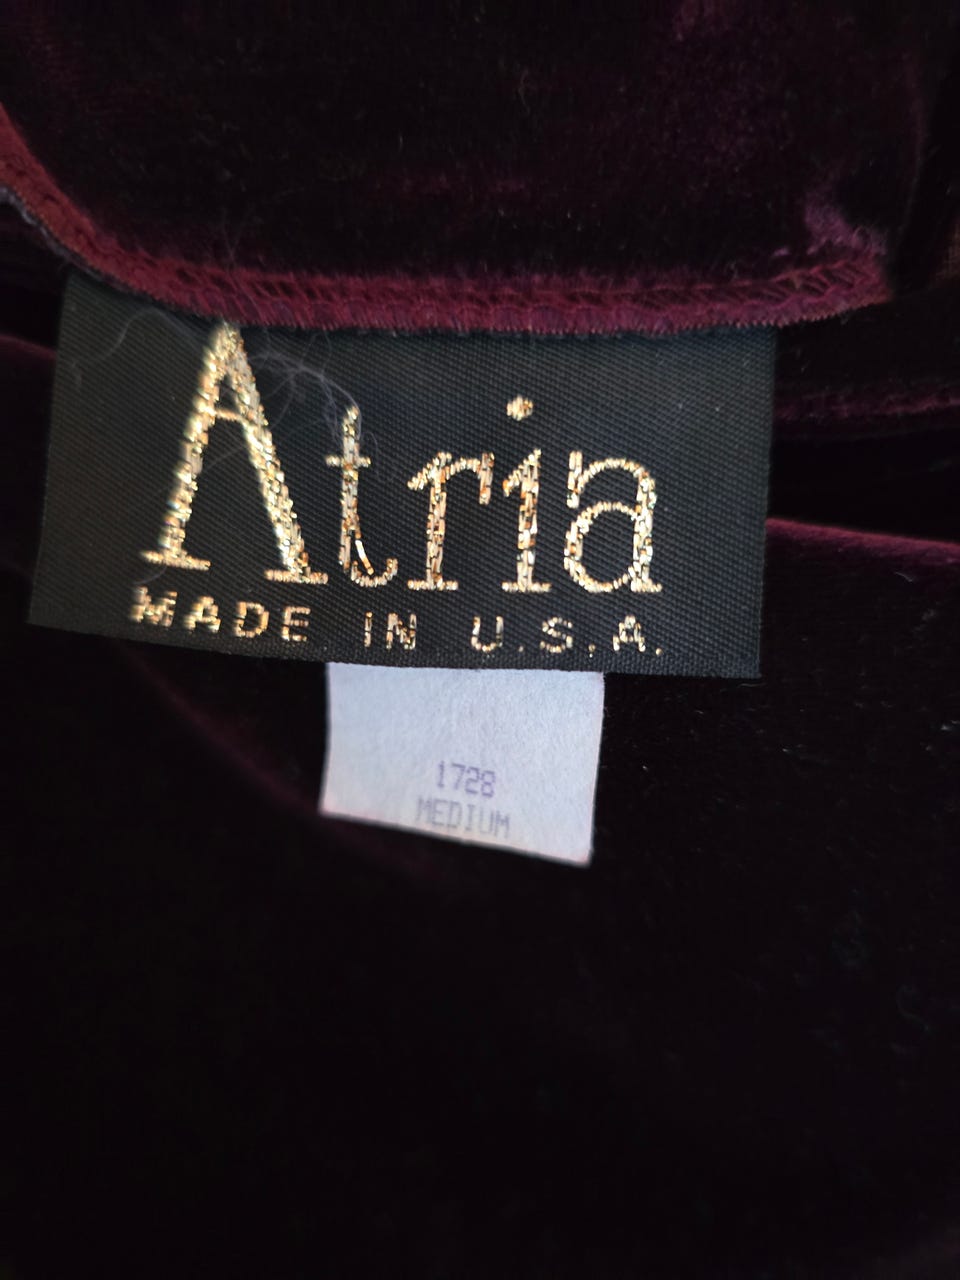 Atria
MADE IN U.S.A.
1728
MEDIUM